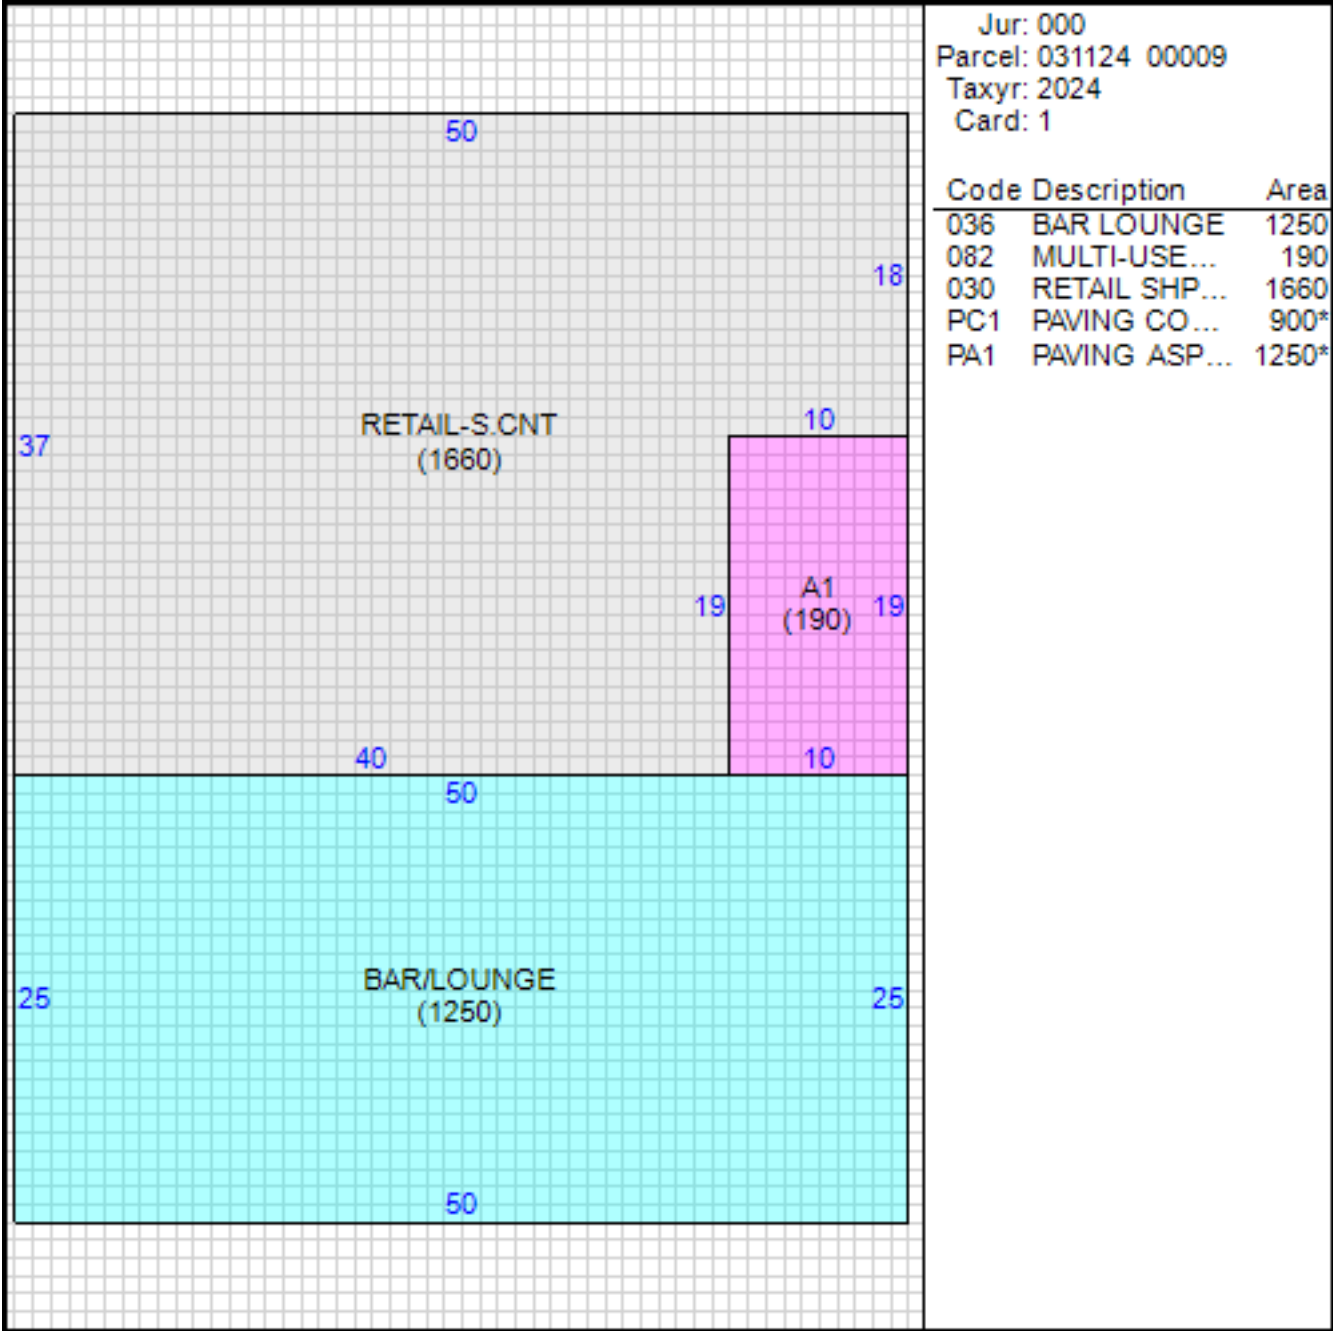 Jur: 000
Parcel: 031124 00009
Taxyr: 2024
Card: 1
Code Description Area
036 BAR LOUNGE 1250
082 MULTI-USE... 190
030 RETAIL SHP... 1660
PC1 PAVING CO... 900*
PA1 PAVING ASP... 1250*
50
18
37
RETAIL-S.CNT
(1660)
10
19
A1
(190)
19
40
10
50
25
BAR/LOUNGE
(1250)
25
50